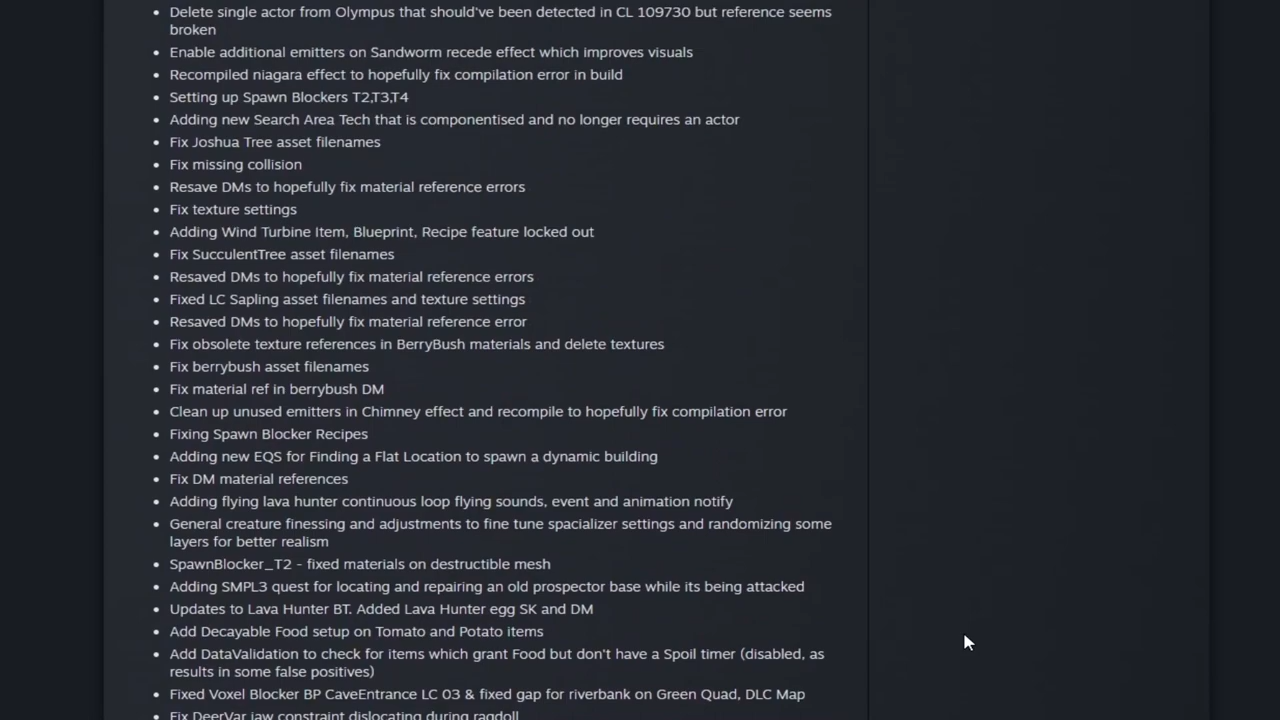 • Delete single actor from Olympus that should've been detected in CL 109730 but reference seems
broken
• Enable additional emitters on Sandworm recede effect which improves visuals
• Recompiled niagara effect to hopefully fix compilation error in build
• Setting up Spawn Blockers T2,T3,T4
• Adding new Search Area Tech that is componentised and no longer requires an actor
• Fix Joshua Tree asset filenames
• Fix missing collision
• Resave DMs to hopefully fix material reference errors
• Fix texture settings
• Adding Wind Turbine Item, Blueprint, Recipe feature locked out
• Fix SucculentTree asset filenames
• Resaved DMs to hopefully fix material reference errors
• Fixed LC Sapling asset filenames and texture settings
• Resaved DMs to hopefully fix material reference error
• Fix obsolete texture references in BerryBush materials and delete textures
• Fix berrybush asset filenames
• Fix material ref in berrybush DM
• Clean up unused emitters in Chimney effect and recompile to hopefully fix compilation error
• Fixing Spawn Blocker Recipes
• Adding new EQS for Finding a Flat Location to spawn a dynamic building
• Fix DM material references
• Adding flying lava hunter continuous loop flying sounds, event and animation notify
• General creature finessing and adjustments to fine tune spacializer settings and randomizing some
layers for better realism
• SpawnBlocker_T2 - fixed materials on destructible mesh
• Adding SMPL3 quest for locating and repairing an old prospector base while its being attacked
• Updates to Lava Hunter BT. Added Lava Hunter egg SK and DM
• Add Decayable Food setup on Tomato and Potato items
• Add DataValidation to check for items which grant Food but don't have a Spoil timer (disabled, as
results in some false positives)
• Fixed Voxel Blocker BP CaveEntrance LC 03 & fixed gap for riverbank on Green Quad, DLC Map
• Fix DeerVar jaw constraint dislocating during ragdoll